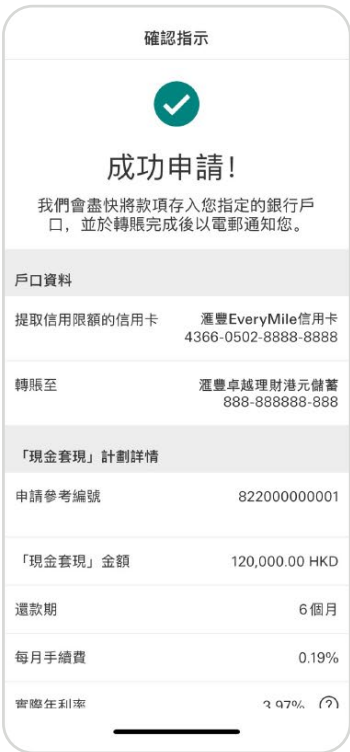 確認指示
成功申請!
我們會盡快將款項存入您指定的銀行戶
口，並於轉賬完成後以電郵通知您。
戶口資料
提取信用限額的信用卡 滙豐EveryMile信用卡
4366-0502-8888-8888
轉賬至 滙豐卓越理財港元儲蓄
888-888888-888
「現金套現」計劃詳情
申請參考編號 822000000001
「現金套現」金額 120,000.00 HKD
還款期 6個月
每月手續費 0.19%
實際年利率 3.97%